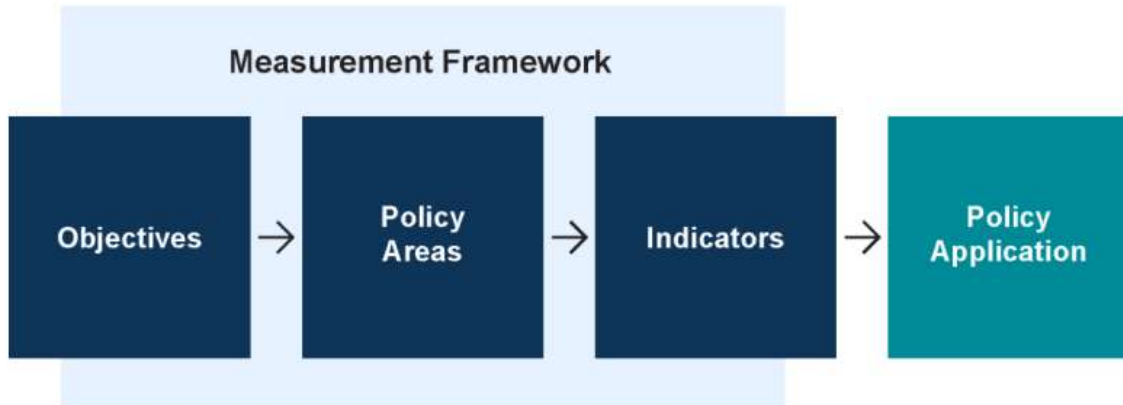 Measurement Framework
Objectives
Policy
Areas
Indicators
Policy
Application